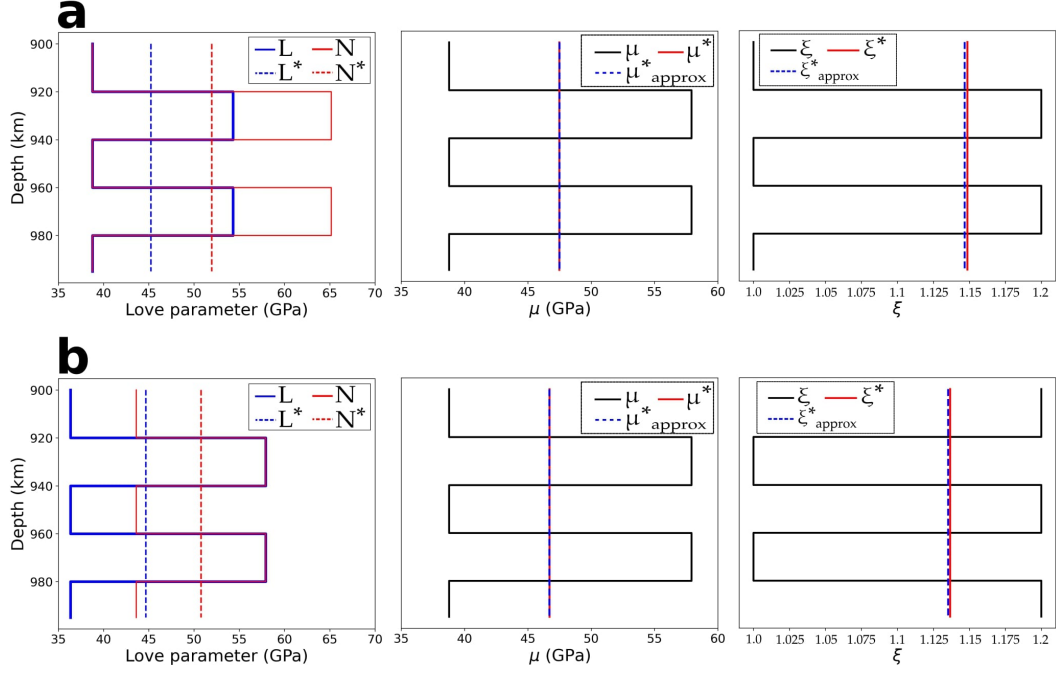 a
L N
L* N*
900
920
940
960
980
Depth (km)
35 40 45 50 55 60 65 70
Love parameter (GPa)
μ μ*
μ*approx
35 40 45 50 55 60
μ (GPa)
ξ ξ*
ξ*approx
1.0 1.025 1.05 1.075 1.1 1.125 1.15 1.175 1.2
ξ
b
L N
L* N*
900
920
940
960
980
Depth (km)
35 40 45 50 55 60 65 70
Love parameter (GPa)
μ μ*
μ*approx
35 40 45 50 55 60
μ (GPa)
ξ ξ*
ξ*approx
1.0 1.025 1.05 1.075 1.1 1.125 1.15 1.175 1.2
ξ